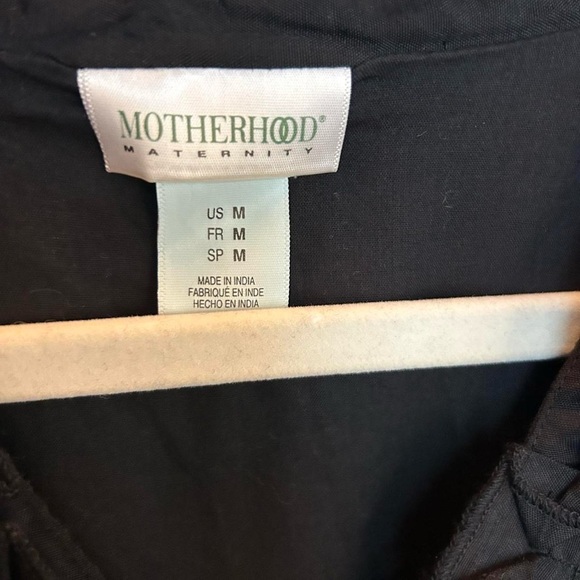 MOTHERHOOD®
MATERNITY
US M
FR M
SP M
MADE IN INDIA
FABRIQUÉ EN INDE
HECHO EN INDIA